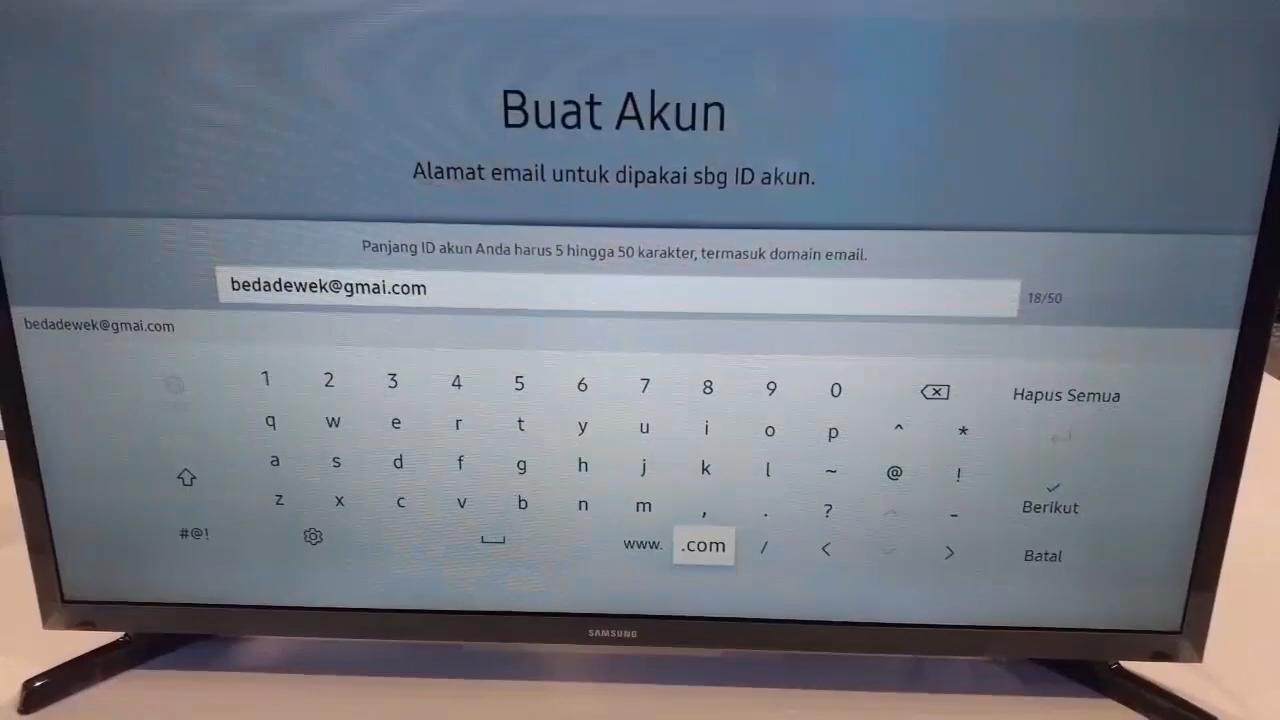 Buat Akun
Alamat email untuk dipakai sbg ID akun.
Panjang ID akun Anda harus 5 hingga 50 karakter, termasuk domain email.
bedadewek@gmai.com 18/50
bedadewek@gmai.com
1 2 3 4 5 6 7 8 9 0 Hapus Semua
q w e r t y u i o p ^ *
a s d f g h j k l ~ @ !
z x c v b n m , . ? - Berikut
#@! www. .com / < > Batal
SAMSUNG